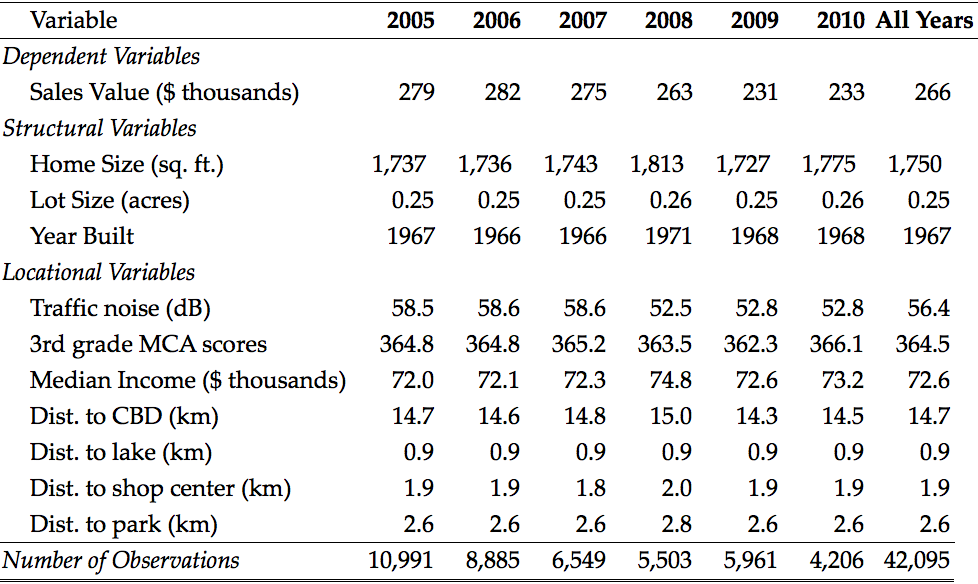 Variable 2005 2006 2007 2008 2009 2010 All Years
Dependent Variables
Sales Value ($ thousands) 279 282 275 263 231 233 266
Structural Variables
Home Size (sq. ft.) 1,737 1,736 1,743 1,813 1,727 1,775 1,750
Lot Size (acres) 0.25 0.25 0.25 0.26 0.25 0.26 0.25
Year Built 1967 1966 1966 1971 1968 1968 1967
Locational Variables
Traffic noise (dB) 58.5 58.6 58.6 52.5 52.8 52.8 56.4
3rd grade MCA scores 364.8 364.8 365.2 363.5 362.3 366.1 364.5
Median Income ($ thousands) 72.0 72.1 72.3 74.8 72.6 73.2 72.6
Dist. to CBD (km) 14.7 14.6 14.8 15.0 14.3 14.5 14.7
Dist. to lake (km) 0.9 0.9 0.9 0.9 0.9 0.9 0.9
Dist. to shop center (km) 1.9 1.9 1.8 2.0 1.9 1.9 1.9
Dist. to park (km) 2.6 2.6 2.6 2.8 2.6 2.6 2.6
Number of Observations 10,991 8,885 6,549 5,503 5,961 4,206 42,095